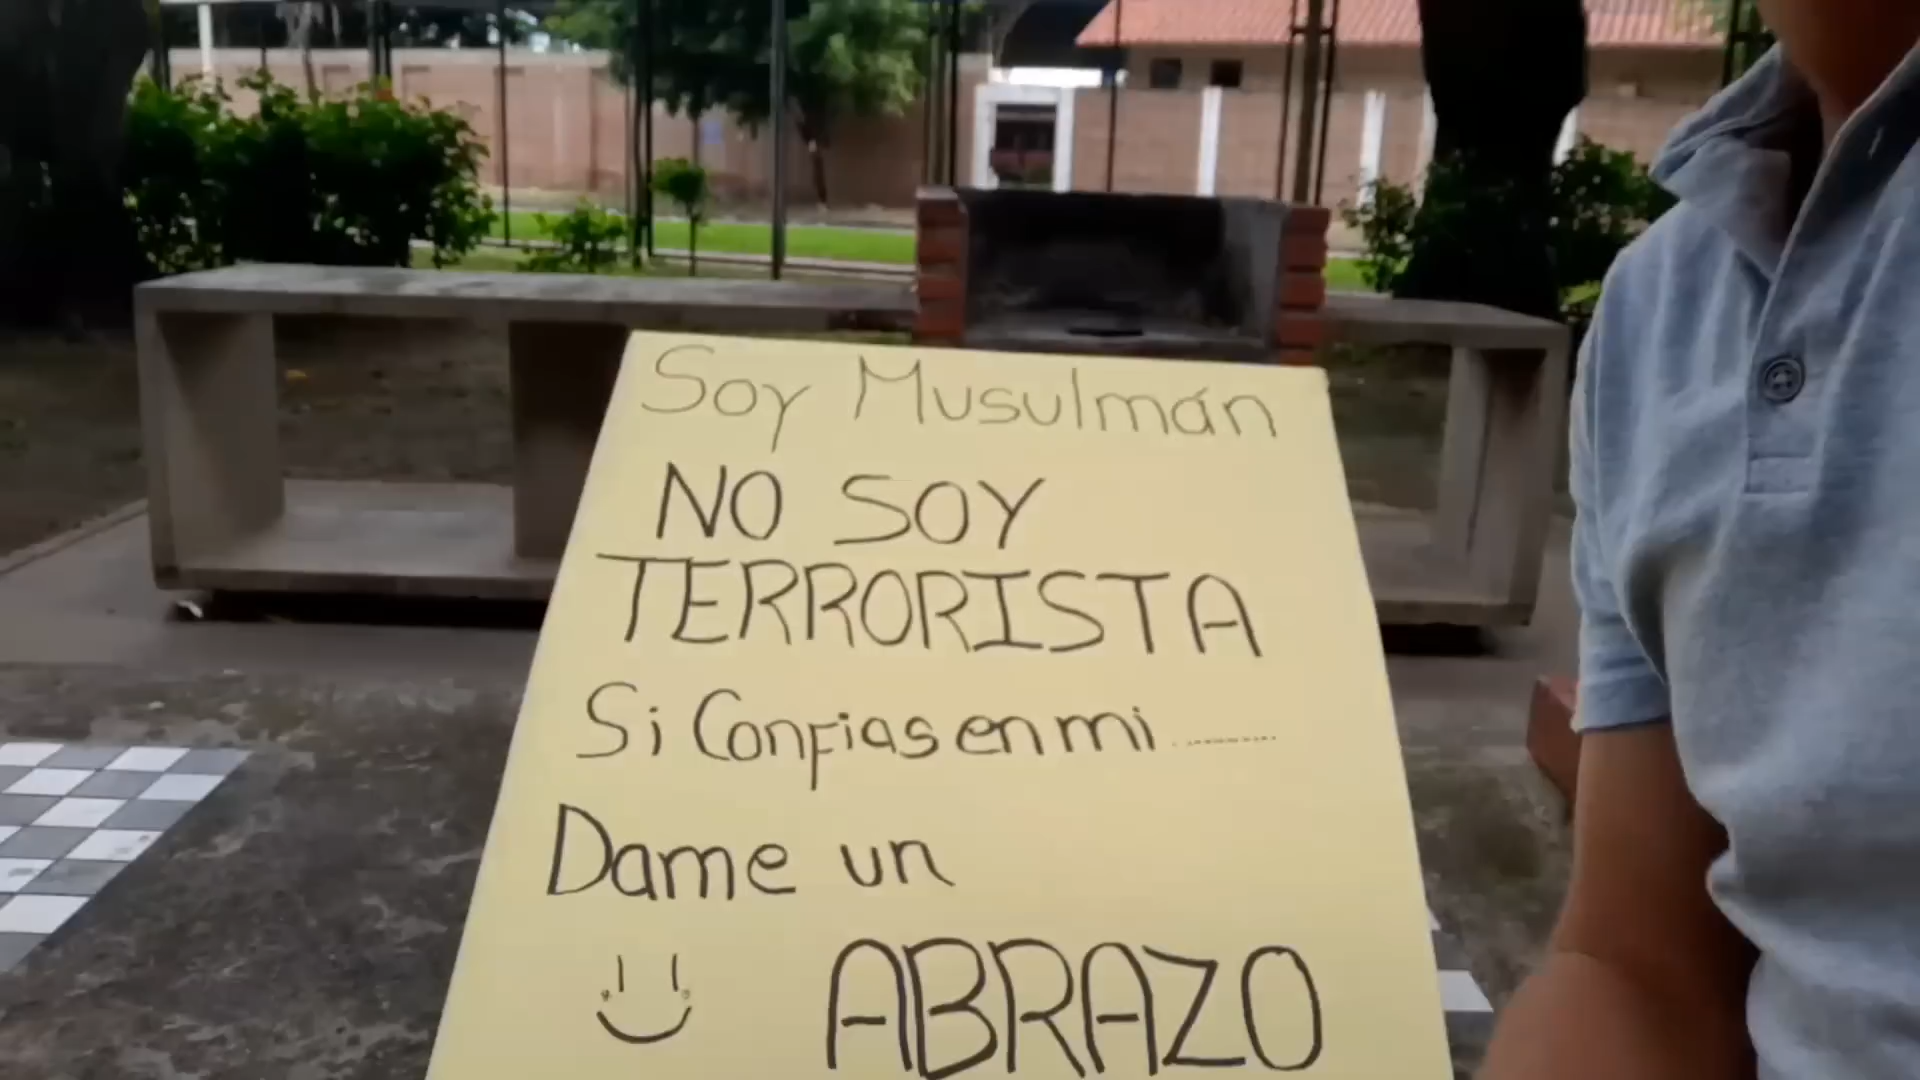 Soy Musulmán
NO SOY
TERRORISTA
Si Confias en mi ..........
Dame un
ABRAZO